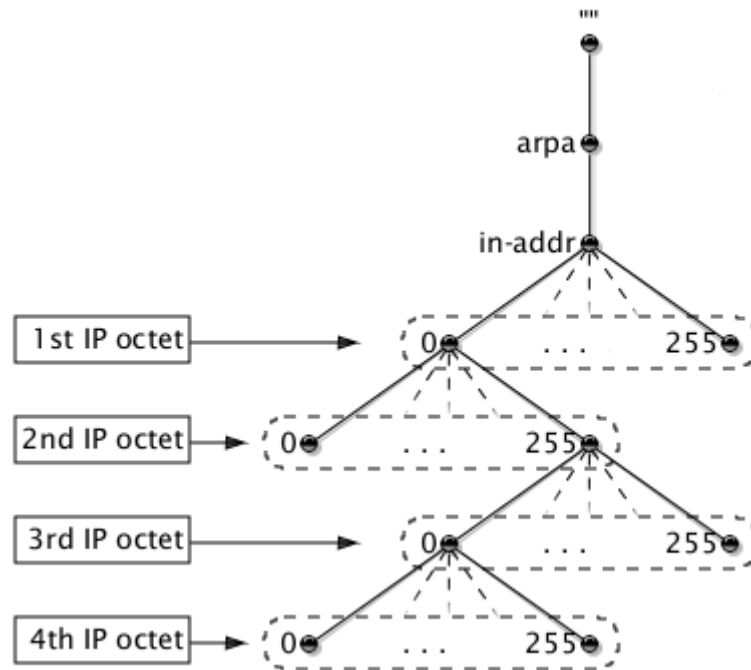 ""
arpa
in-addr
1st IP octet 0 ... 255
2nd IP octet 0 ... 255
3rd IP octet 0 ... 255
4th IP octet 0 ... 255